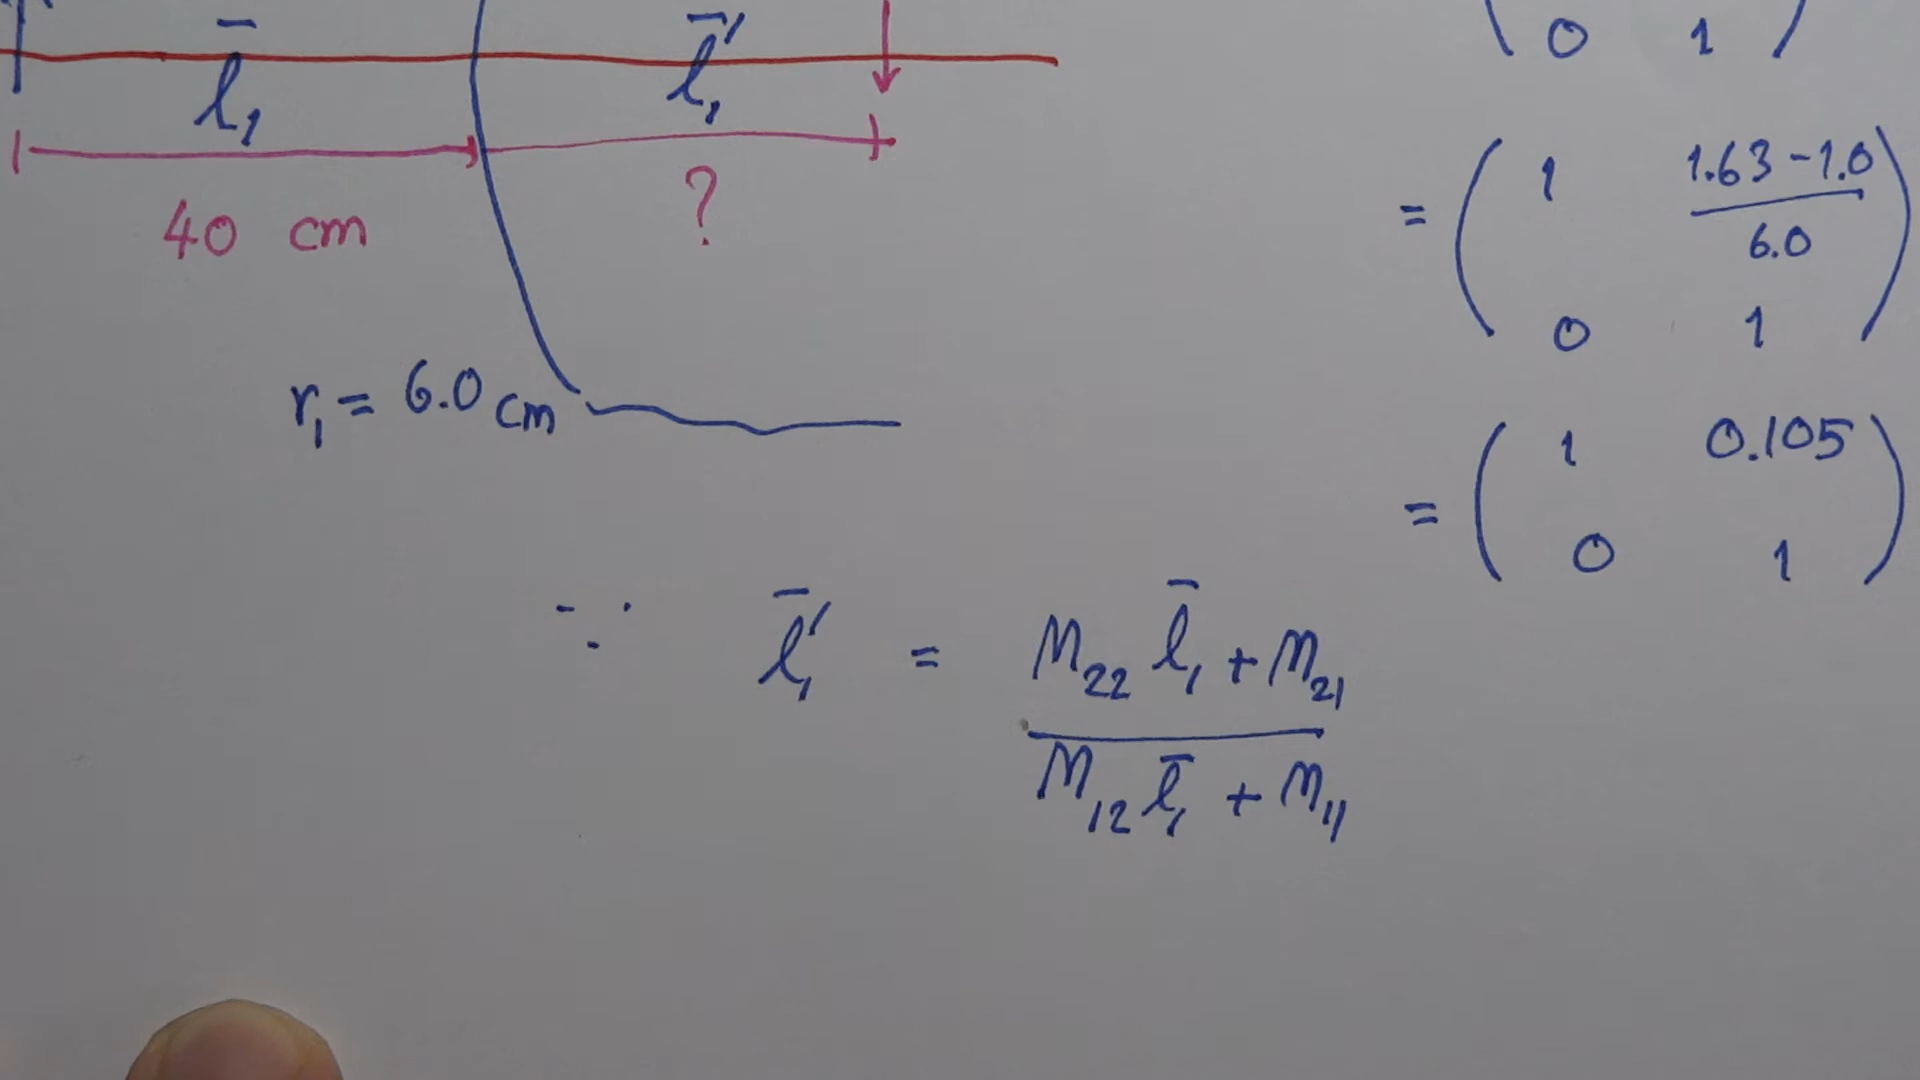 l̄₁ l̄₁′
40 cm ?
r₁ = 6.0 cm
( 0 1 )
= ( 1 1.63 - 1.0
6.0
0 1 )
= ( 1 0.105
0 1 )
∵ l̄₁′ = M₂₂ l̄₁ + M₂₁
M₁₂ l̄₁ + M₁₁